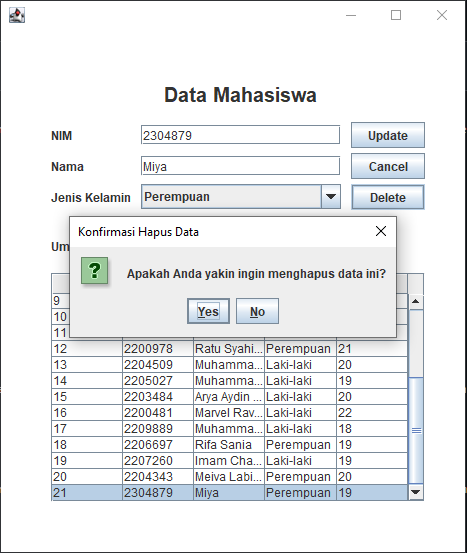 Data Mahasiswa
NIM 2304879 Update
Nama Miya Cancel
Jenis Kelamin Perempuan Delete
Konfirmasi Hapus Data
Apakah Anda yakin ingin menghapus data ini?
Yes No
9
10
11
12 2200978 Ratu Syahi... Perempuan 21
13 2204509 Muhamma... Laki-laki 20
14 2205027 Muhamma... Laki-laki 19
15 2203484 Arya Aydin ... Laki-laki 20
16 2200481 Marvel Rav... Laki-laki 22
17 2209889 Muhamma... Laki-laki 18
18 2206697 Rifa Sania Perempuan 19
19 2207260 Imam Cha... Laki-laki 19
20 2204343 Meiva Labi... Perempuan 20
21 2304879 Miya Perempuan 19